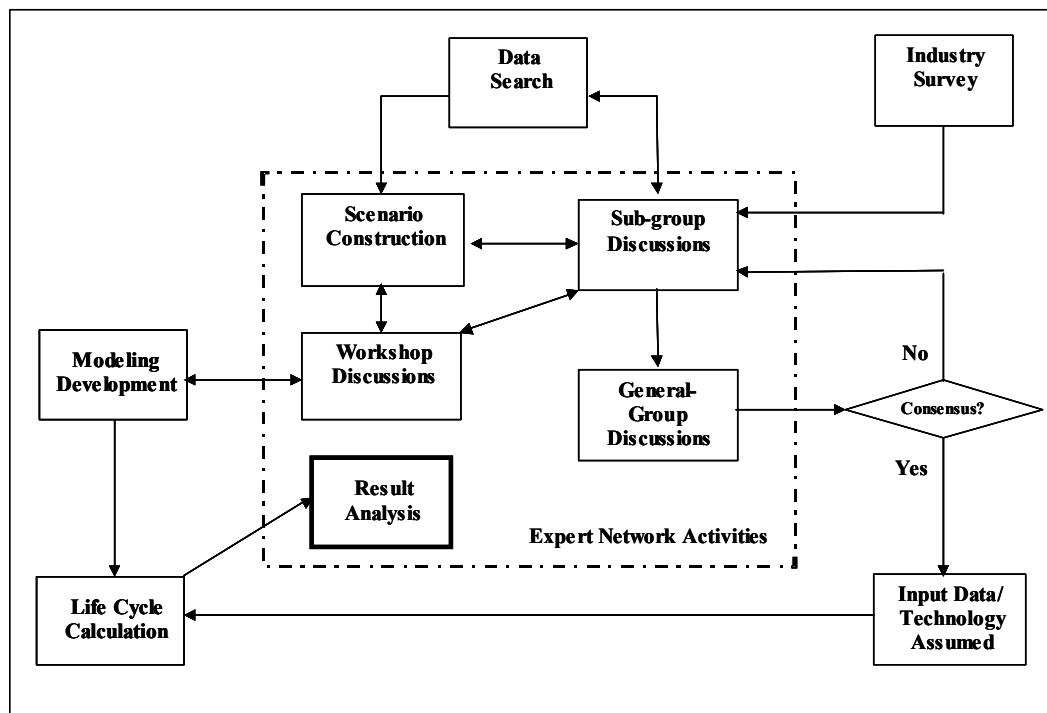 Data
Search
Industry
Survey
Scenario
Construction
Sub-group
Discussions
Modeling
Development
Workshop
Discussions
General-
Group
Discussions
No
Consensus?
Yes
Result
Analysis
Expert Network Activities
Life Cycle
Calculation
Input Data/
Technology
Assumed